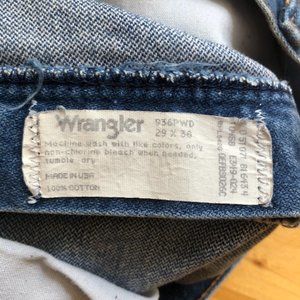 Wrangler
936PWD
29 X 36
Machine wash with like colors, only
non-chlorine bleach when needed,
tumble dry
MADE IN USA
100% COTTON